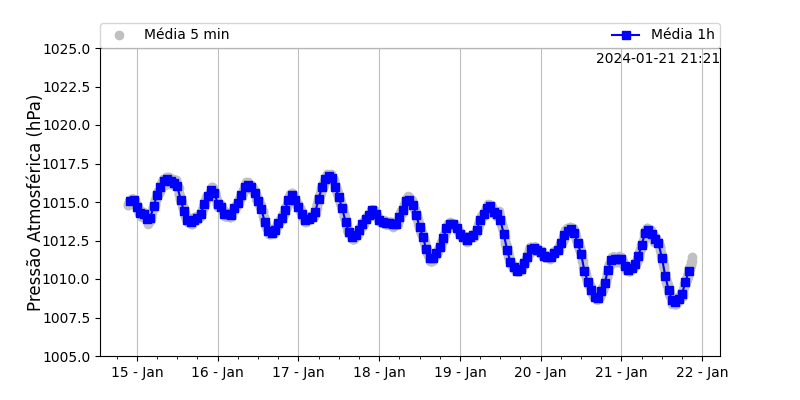 Média 5 min
Média 1h
2024-01-21 21:21
Pressão Atmosférica (hPa)
1025.0
1022.5
1020.0
1017.5
1015.0
1012.5
1010.0
1007.5
1005.0
15 - Jan
16 - Jan
17 - Jan
18 - Jan
19 - Jan
20 - Jan
21 - Jan
22 - Jan